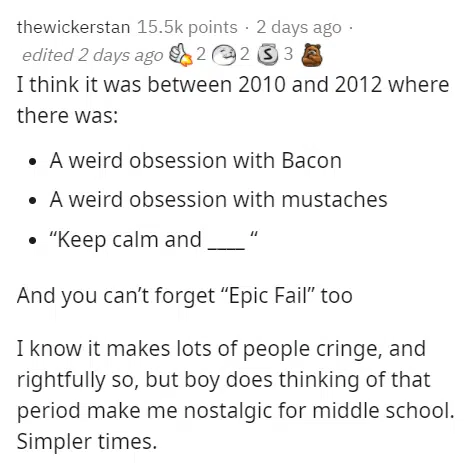 thewickerstan 15.5k points · 2 days ago ·
edited 2 days ago 2 2 S 3
I think it was between 2010 and 2012 where
there was:
• A weird obsession with Bacon
• A weird obsession with mustaches
• “Keep calm and ____ “
And you can’t forget “Epic Fail” too
I know it makes lots of people cringe, and
rightfully so, but boy does thinking of that
period make me nostalgic for middle school.
Simpler times.